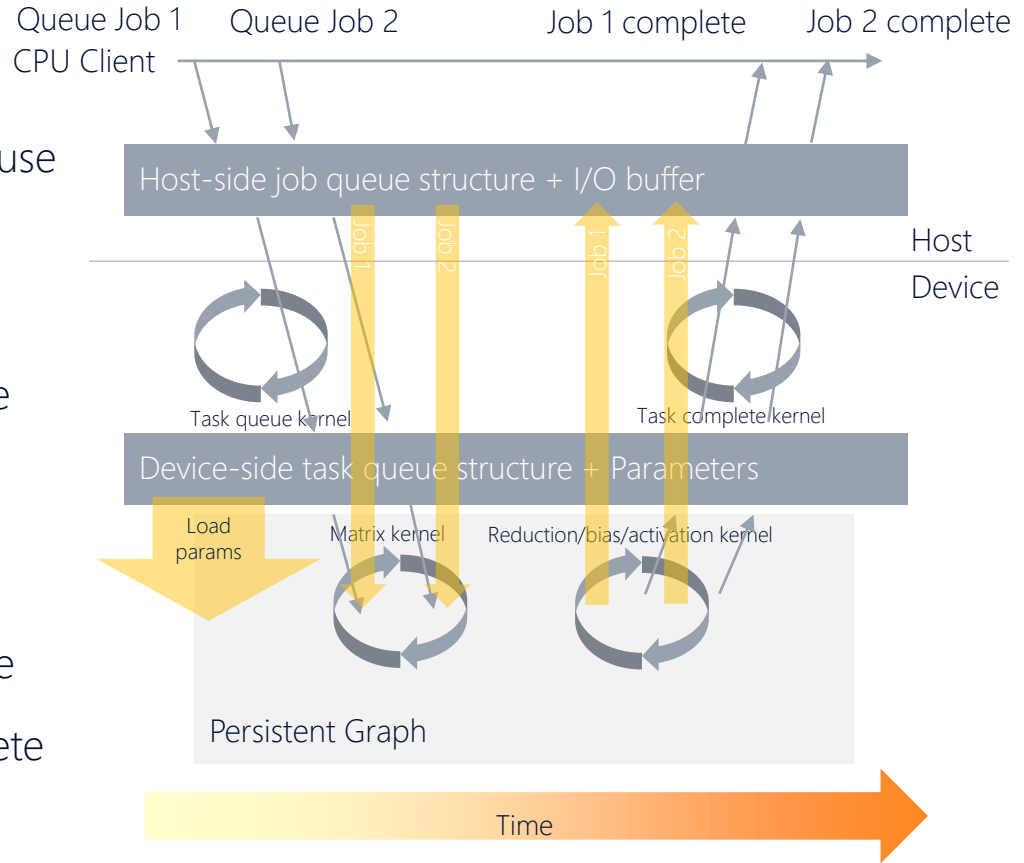 Queue Job 1
Queue Job 2
Job 1 complete
Job 2 complete
CPU Client
use
Host-side job queue structure + I/O buffer
Job 1
Job 2
Job 1
Job 2
Host
Device
e
Task queue kernel
Task complete kernel
Device-side task queue structure + Parameters
Load
params
Matrix kernel
Reduction/bias/activation kernel
e
ete
Persistent Graph
Time